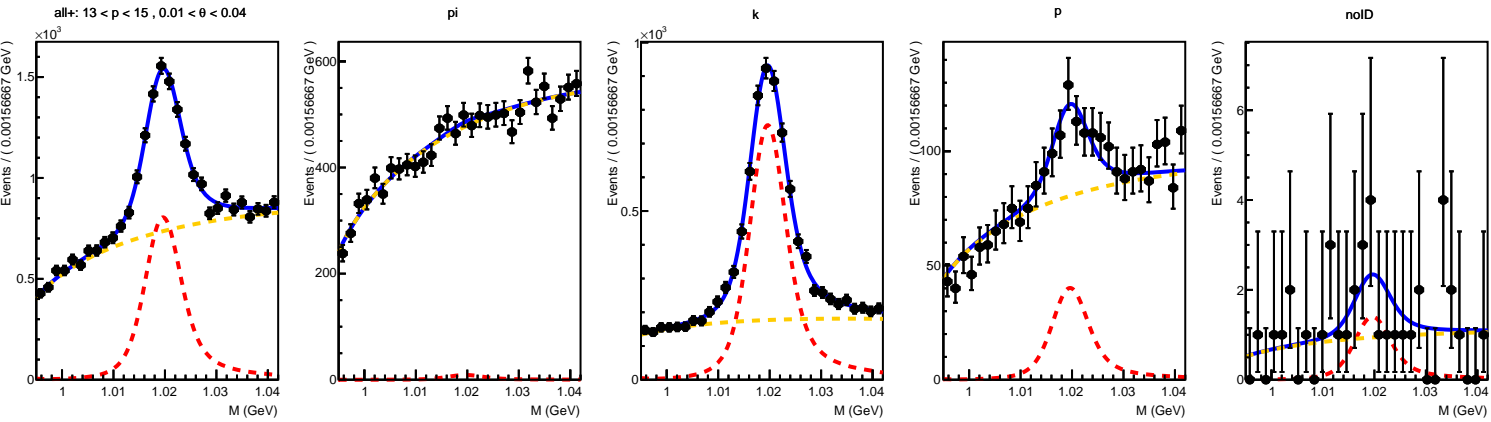 all+: 13 < p < 15 , 0.01 < θ < 0.04
×10³
Events / ( 0.00156667 GeV )
1.5
1
0.5
0
1 1.01 1.02 1.03 1.04
M (GeV)
pi
Events / ( 0.00156667 GeV )
600
400
200
0
1 1.01 1.02 1.03 1.04
M (GeV)
k
×10³
Events / ( 0.00156667 GeV )
1
0.5
0
1 1.01 1.02 1.03 1.04
M (GeV)
p
Events / ( 0.00156667 GeV )
100
50
0
1 1.01 1.02 1.03 1.04
M (GeV)
noID
Events / ( 0.00156667 GeV )
6
4
2
0
1 1.01 1.02 1.03 1.04
M (GeV)